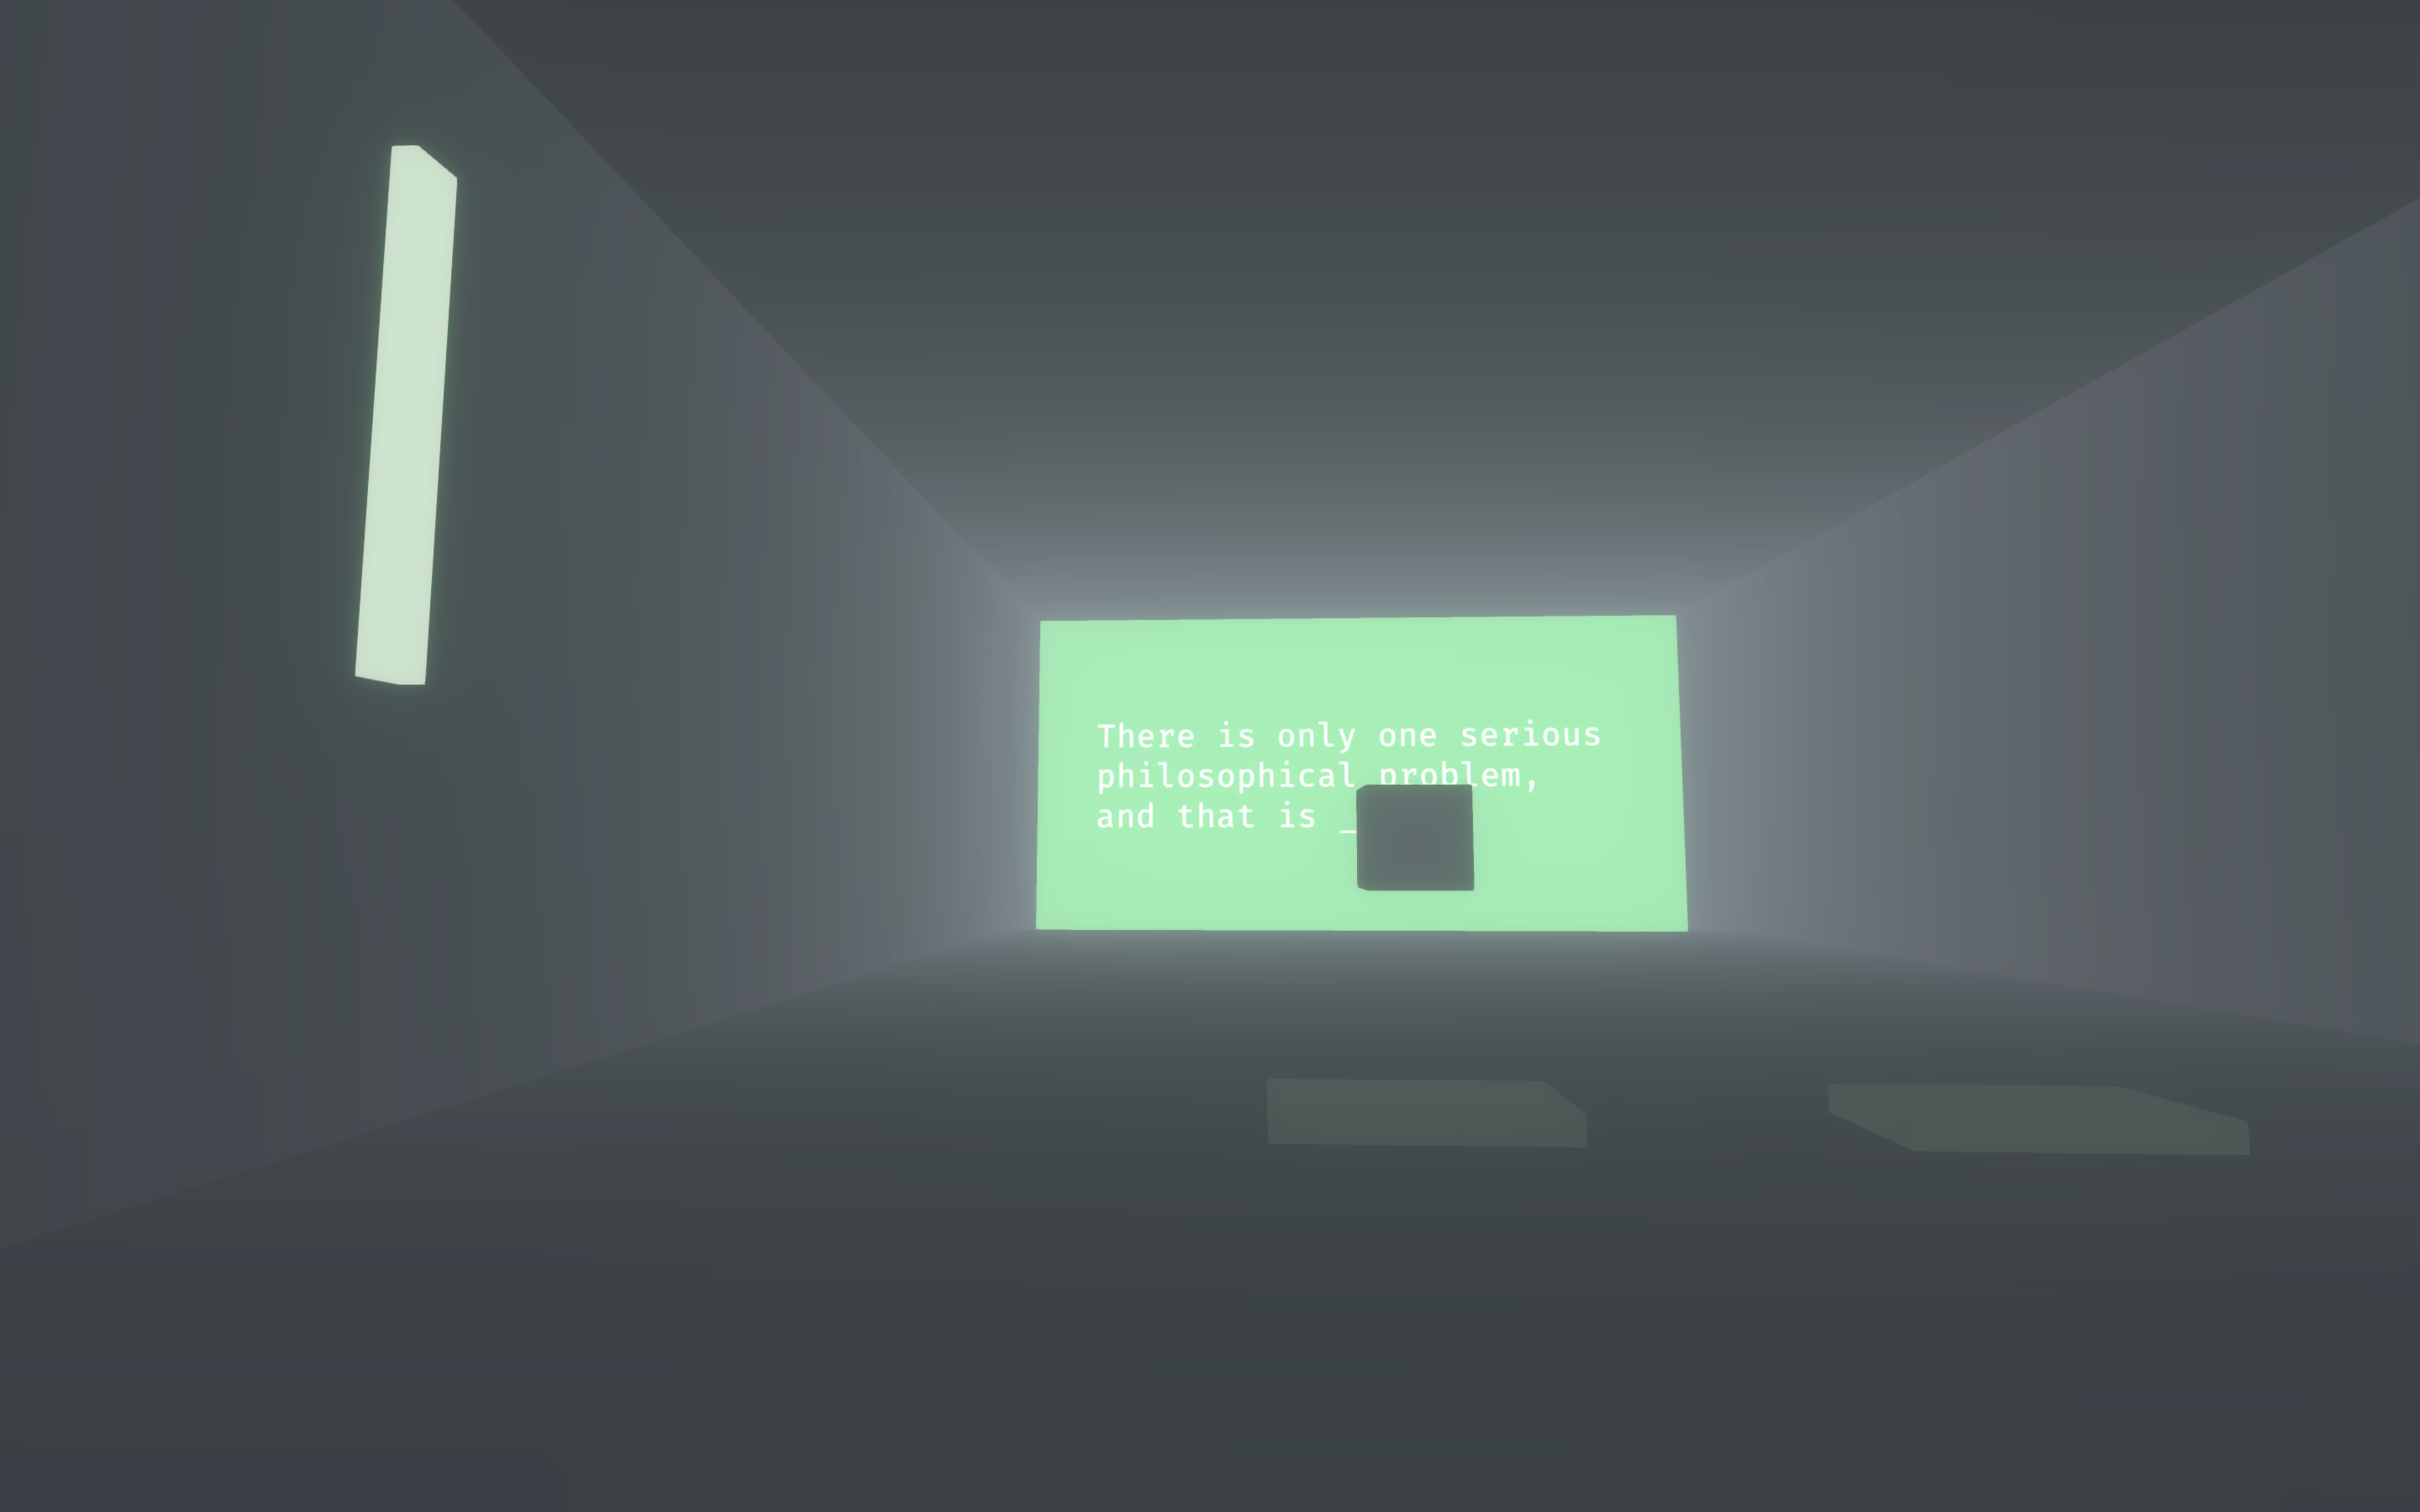 There is only one serious
philosophical problem,
and that is _